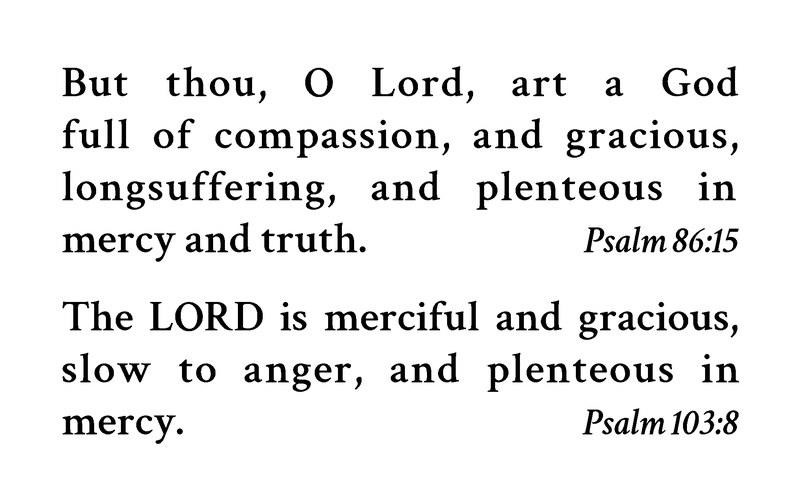 But thou, O Lord, art a God
full of compassion, and gracious,
longsuffering, and plenteous in
mercy and truth. Psalm 86:15
The LORD is merciful and gracious,
slow to anger, and plenteous in
mercy. Psalm 103:8